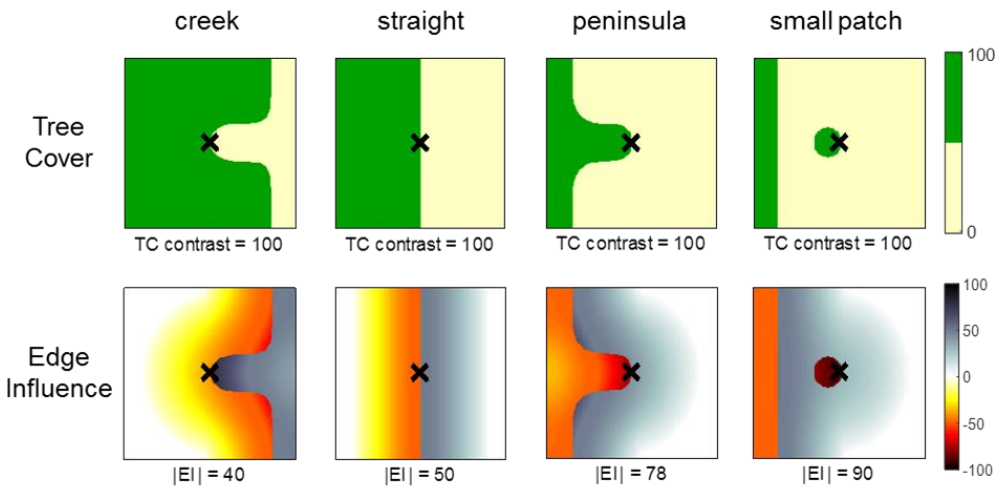 creek straight peninsula small patch
Tree
Cover
100
0
TC contrast = 100 TC contrast = 100 TC contrast = 100 TC contrast = 100
Edge
Influence
100
50
0
-50
-100
|EI| = 40 |EI| = 50 |EI| = 78 |EI| = 90